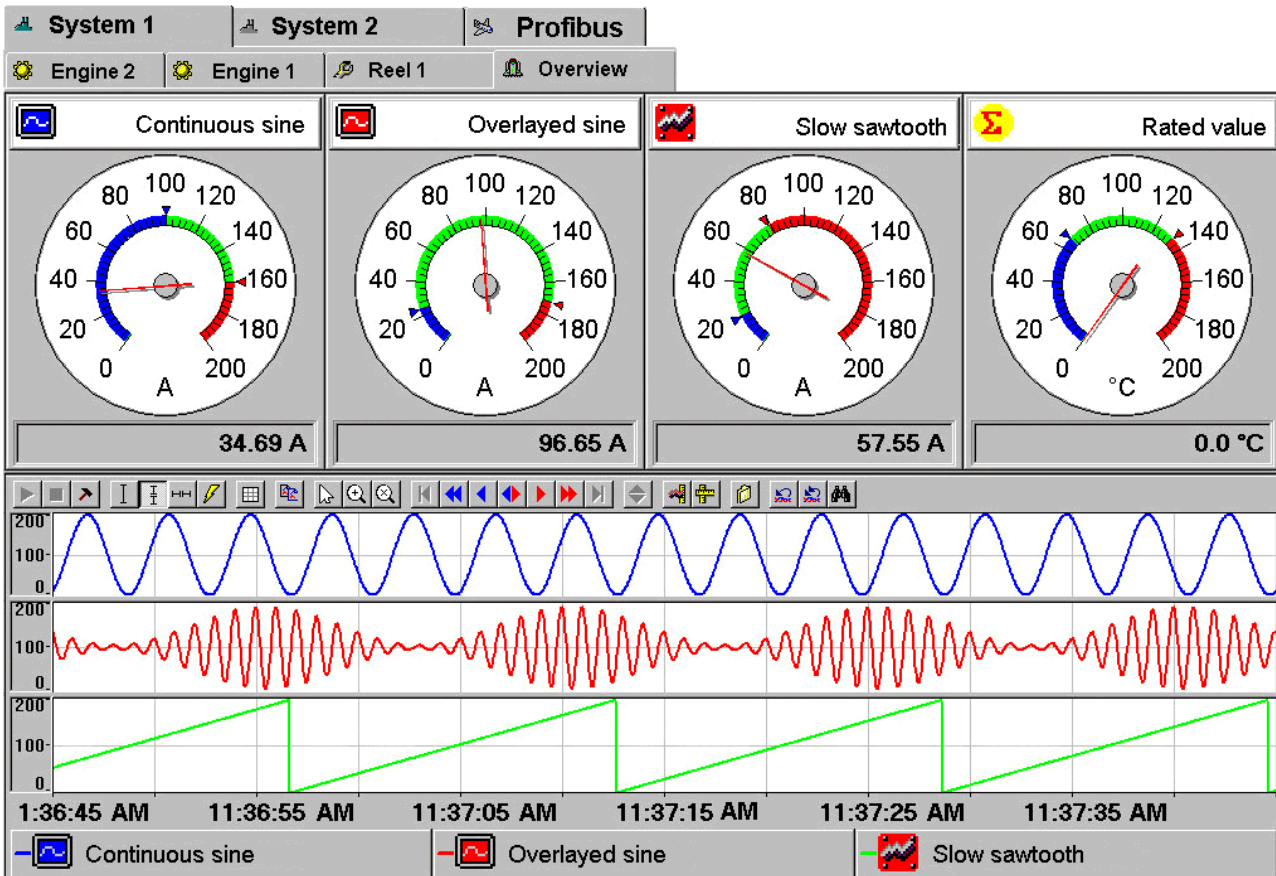 System 1 System 2 Profibus
Engine 2 Engine 1 Reel 1 Overview
Continuous sine Overlayed sine Slow sawtooth Σ Rated value
0 20 40 60 80 100 120 140 160 180 200 A
0 20 40 60 80 100 120 140 160 180 200 A
0 20 40 60 80 100 120 140 160 180 200 A
0 20 40 60 80 100 120 140 160 180 200 °C
34.69 A 96.65 A 57.55 A 0.0 °C
200
100
0
200
100
0
200
100
0
1:36:45 AM 11:36:55 AM 11:37:05 AM 11:37:15 AM 11:37:25 AM 11:37:35 AM
Continuous sine Overlayed sine Slow sawtooth